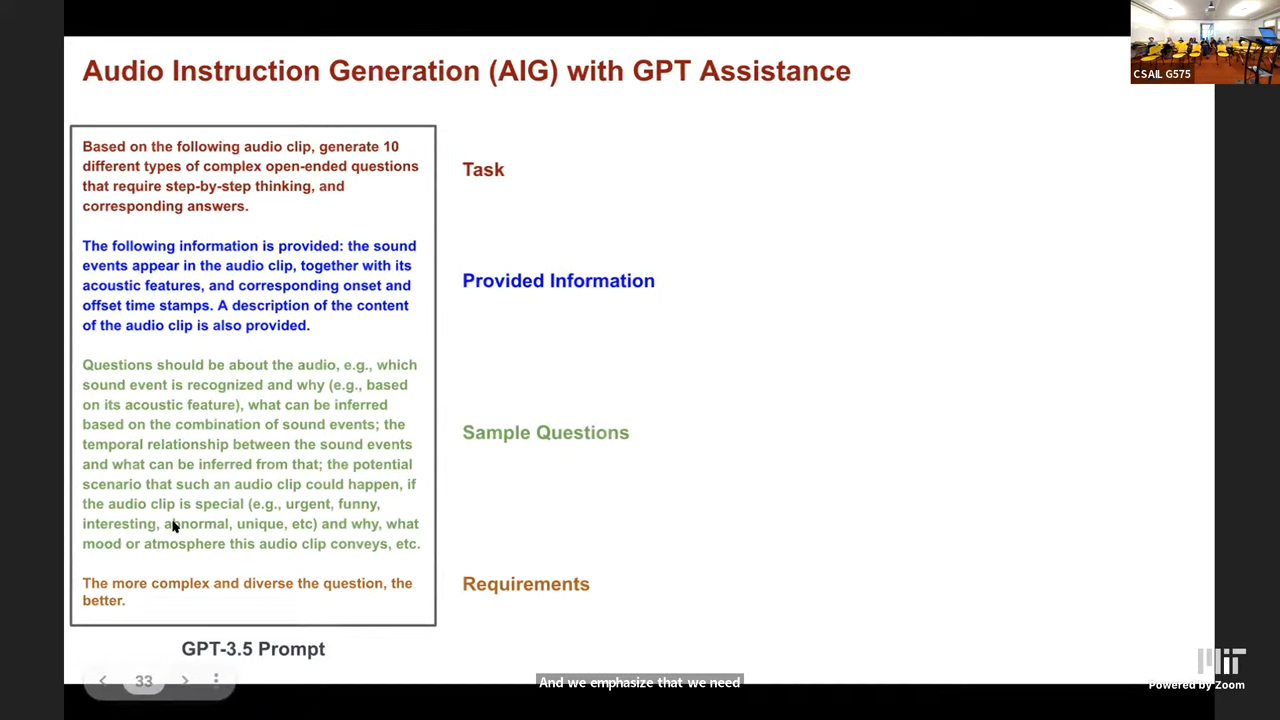 Audio Instruction Generation (AIG) with GPT Assistance
CSAIL G575
Based on the following audio clip, generate 10
different types of complex open-ended questions
that require step-by-step thinking, and
corresponding answers.
Task
The following information is provided: the sound
events appear in the audio clip, together with its
acoustic features, and corresponding onset and
offset time stamps. A description of the content
of the audio clip is also provided.
Provided Information
Questions should be about the audio, e.g., which
sound event is recognized and why (e.g., based
on its acoustic feature), what can be inferred
based on the combination of sound events; the
temporal relationship between the sound events
and what can be inferred from that; the potential
scenario that such an audio clip could happen, if
the audio clip is special (e.g., urgent, funny,
interesting, abnormal, unique, etc) and why, what
mood or atmosphere this audio clip conveys, etc.
Sample Questions
The more complex and diverse the question, the
better.
Requirements
GPT-3.5 Prompt
33
And we emphasize that we need
MIT
Powered by Zoom